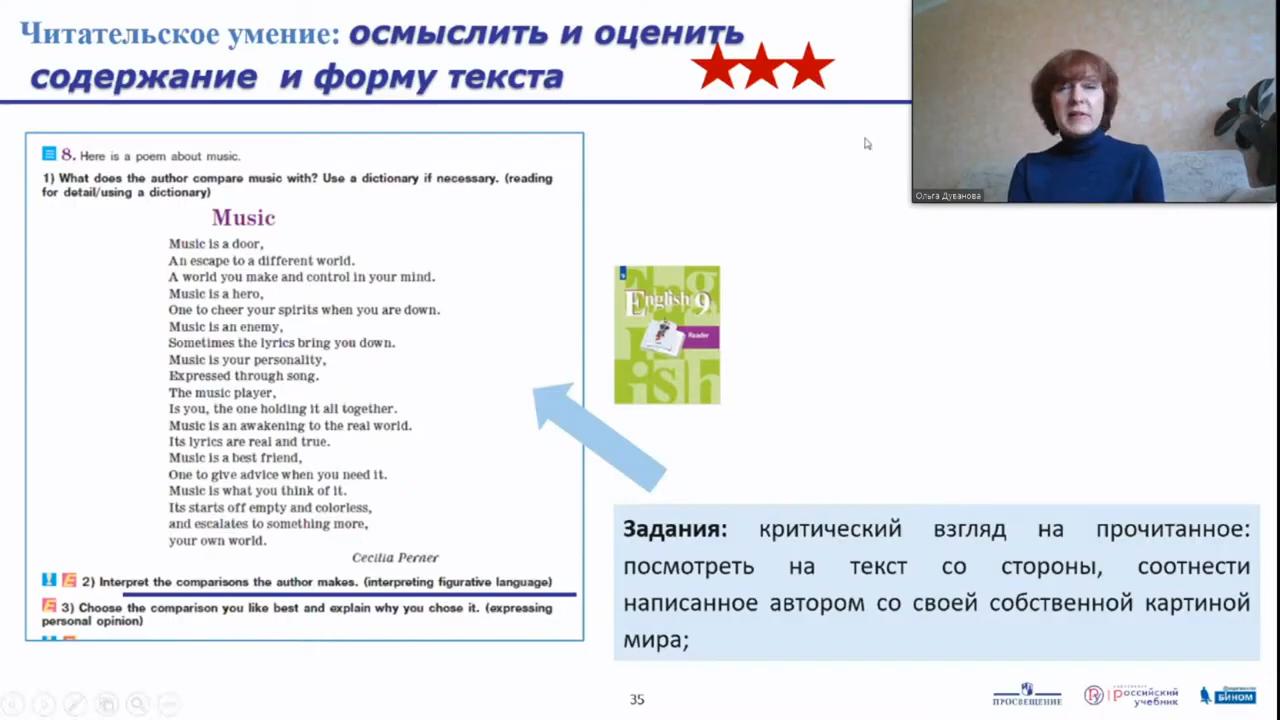 Читательское умение: осмыслить и оценить
содержание и форму текста
Ольга Дуванова
8. Here is a poem about music.
1) What does the author compare music with? Use a dictionary if necessary. (reading
for detail/using a dictionary)
Music
Music is a door,
An escape to a different world.
A world you make and control in your mind.
Music is a hero,
One to cheer your spirits when you are down.
Music is an enemy,
Sometimes the lyrics bring you down.
Music is your personality,
Expressed through song.
The music player,
Is you, the one holding it all together.
Music is an awakening to the real world.
Its lyrics are real and true.
Music is a best friend,
One to give advice when you need it.
Music is what you think of it.
Its starts off empty and colorless,
and escalates to something more,
your own world.
Cecilia Perner
2) Interpret the comparisons the author makes. (interpreting figurative language)
3) Choose the comparison you like best and explain why you chose it. (expressing
personal opinion)
English 9
Reader
Задания: критический взгляд на прочитанное:
посмотреть на текст со стороны, соотнести
написанное автором со своей собственной картиной
мира;
35
ПРОСВЕЩЕНИЕ
российский
учебник
БИНОМ